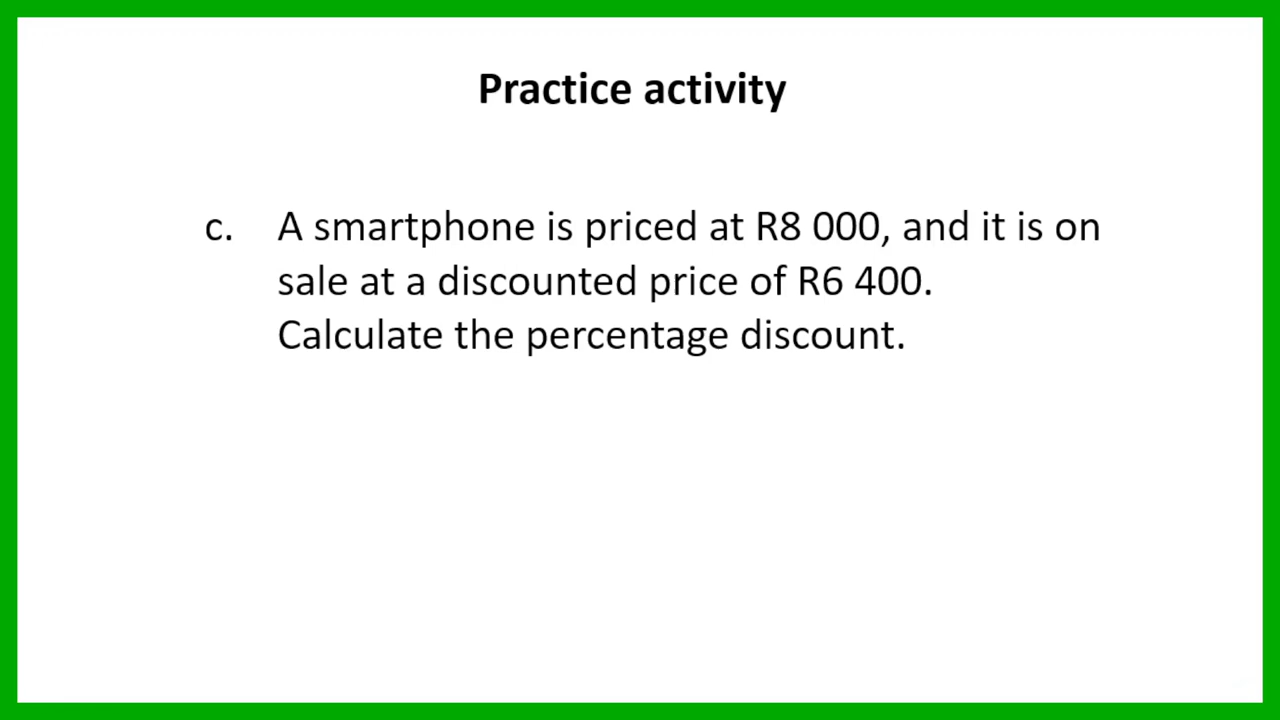 Practice activity
c. A smartphone is priced at R8 000, and it is on
sale at a discounted price of R6 400.
Calculate the percentage discount.